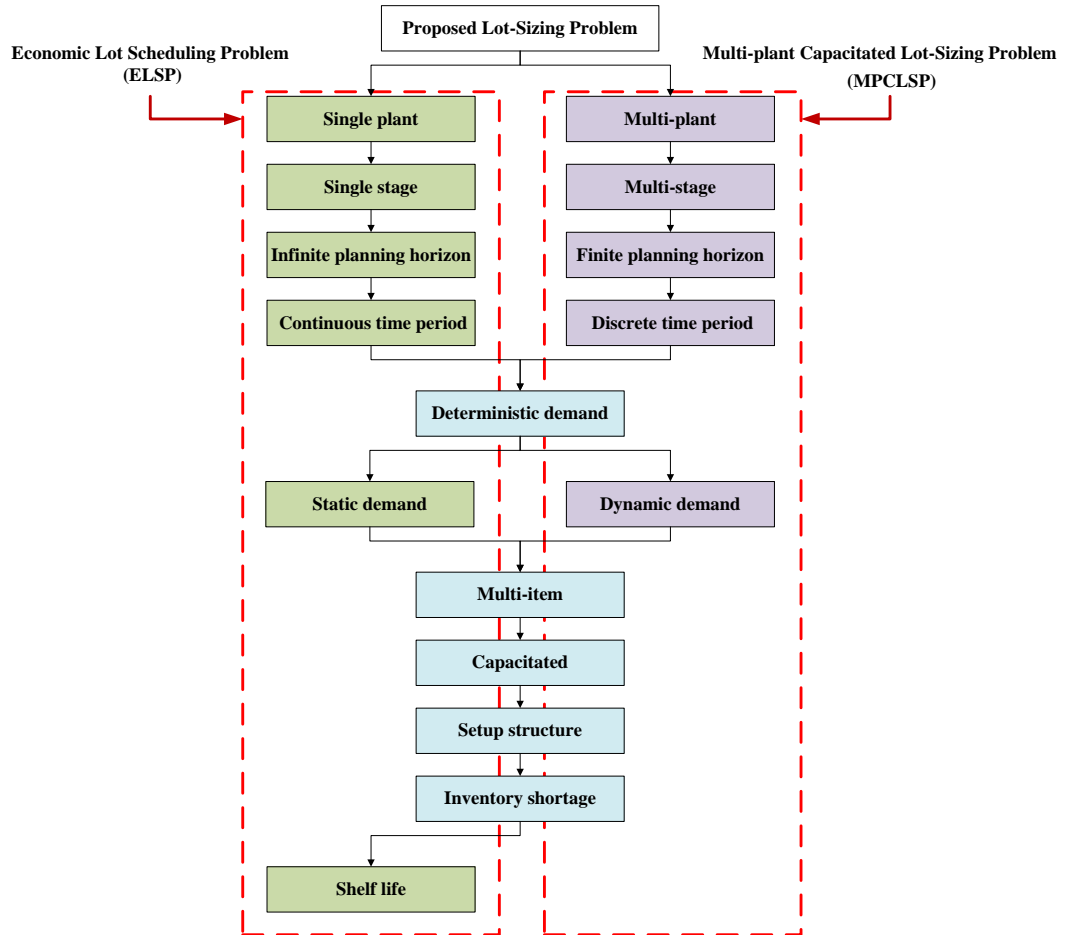 Proposed Lot-Sizing Problem
Economic Lot Scheduling Problem
(ELSP)
Multi-plant Capacitated Lot-Sizing Problem
(MPCLSP)
Single plant
Multi-plant
Single stage
Multi-stage
Infinite planning horizon
Finite planning horizon
Continuous time period
Discrete time period
Deterministic demand
Static demand
Dynamic demand
Multi-item
Capacitated
Setup structure
Inventory shortage
Shelf life